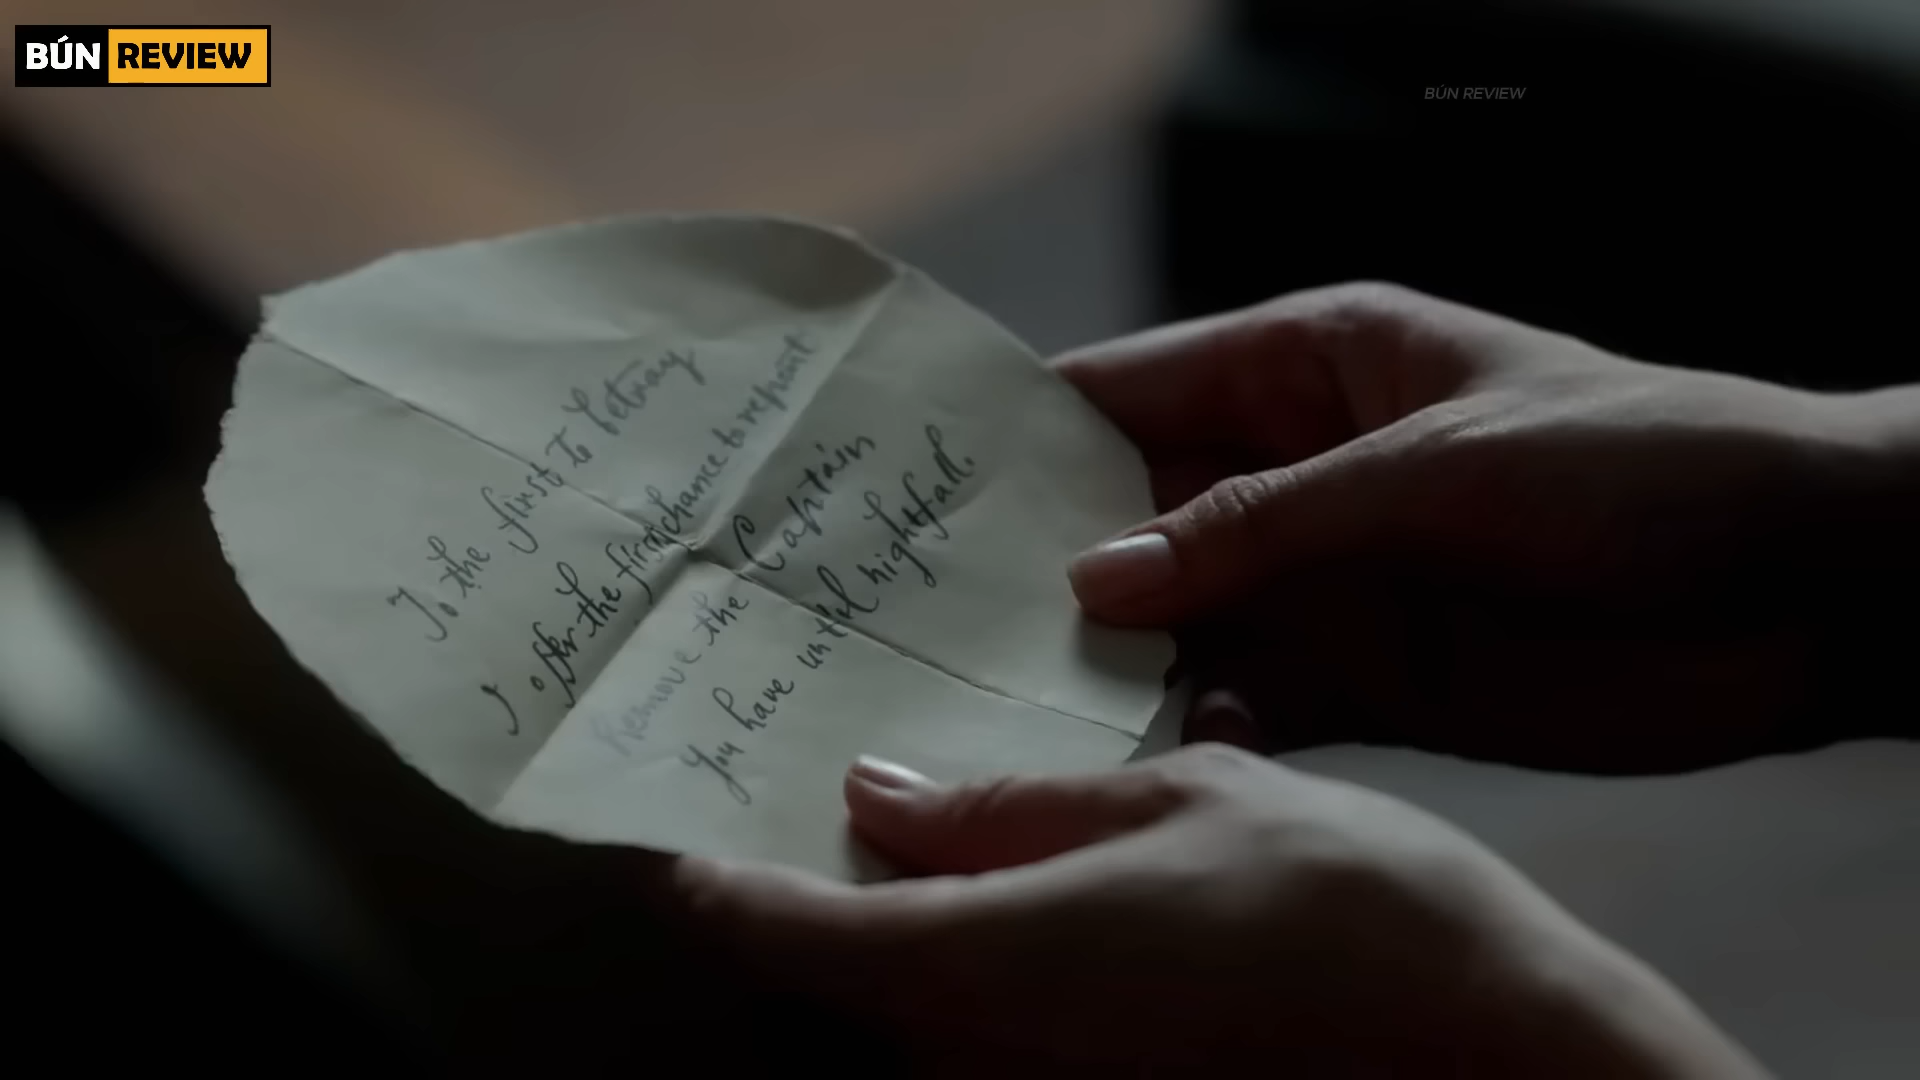 BÚN REVIEW
BÚN REVIEW
To the first to betray
I offer the first chance to repent
Remove the Captain
You have until nightfall.